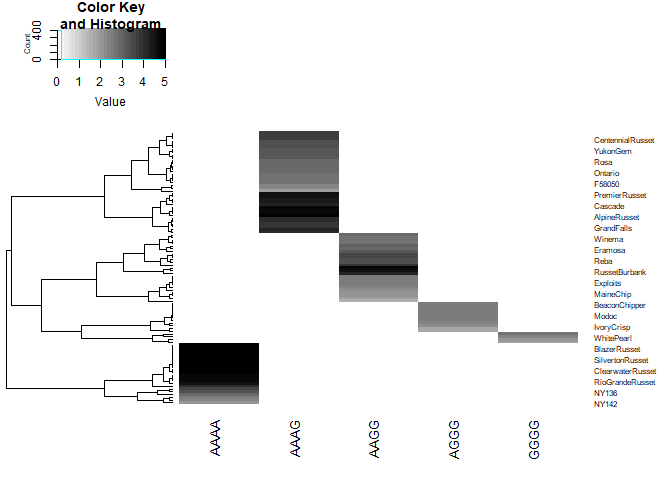 Color Key
and Histogram
Count
0 400
0 1 2 3 4 5
Value
CentennialRusset
YukonGem
Rosa
Ontario
F58050
PremierRusset
Cascade
AlpineRusset
GrandFalls
Winema
Eramosa
Reba
RussetBurbank
Exploits
MaineChip
BeaconChipper
Modoc
IvoryCrisp
WhitePearl
BlazerRusset
SilvertonRusset
ClearwaterRusset
RioGrandeRusset
NY136
NY142
AAAA AAAG AAGG AGGG GGGG